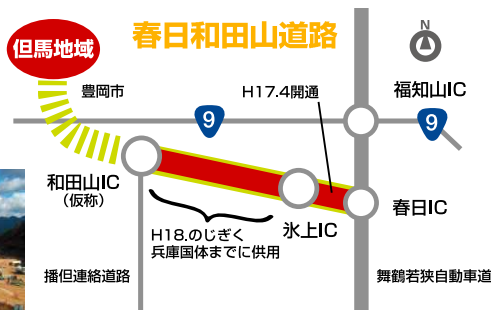 春日和田山道路
但馬地域
N
豊岡市
H17.4開通
福知山IC
9
9
和田山IC
(仮称)
氷上IC
春日IC
H18.のじぎく
兵庫国体までに供用
播但連絡道路
舞鶴若狭自動車道